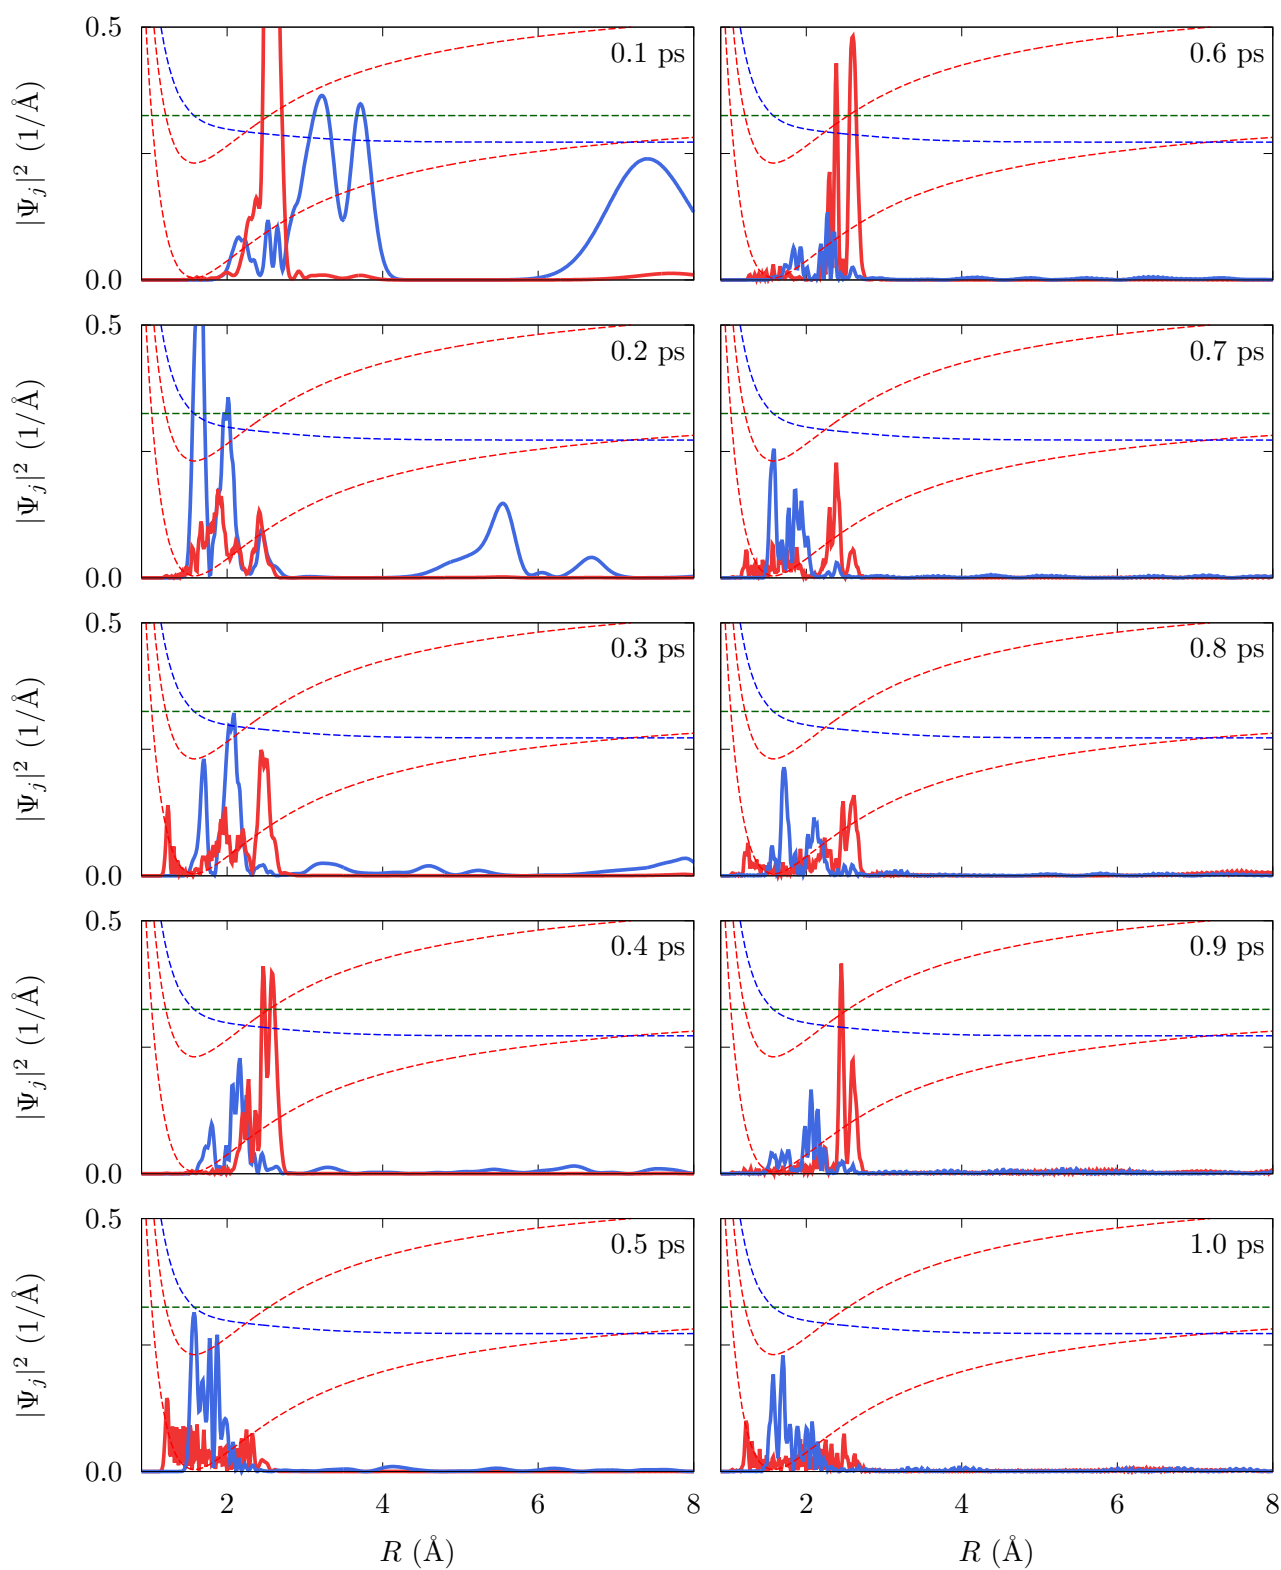 0.5
0.1 ps
0.6 ps
|Ψj|² (1/Å)
0.0
0.5
0.2 ps
0.7 ps
|Ψj|² (1/Å)
0.0
0.5
0.3 ps
0.8 ps
|Ψj|² (1/Å)
0.0
0.5
0.4 ps
0.9 ps
|Ψj|² (1/Å)
0.0
0.5
0.5 ps
1.0 ps
|Ψj|² (1/Å)
0.0
2 4 6 8 2 4 6 8
R (Å) R (Å)